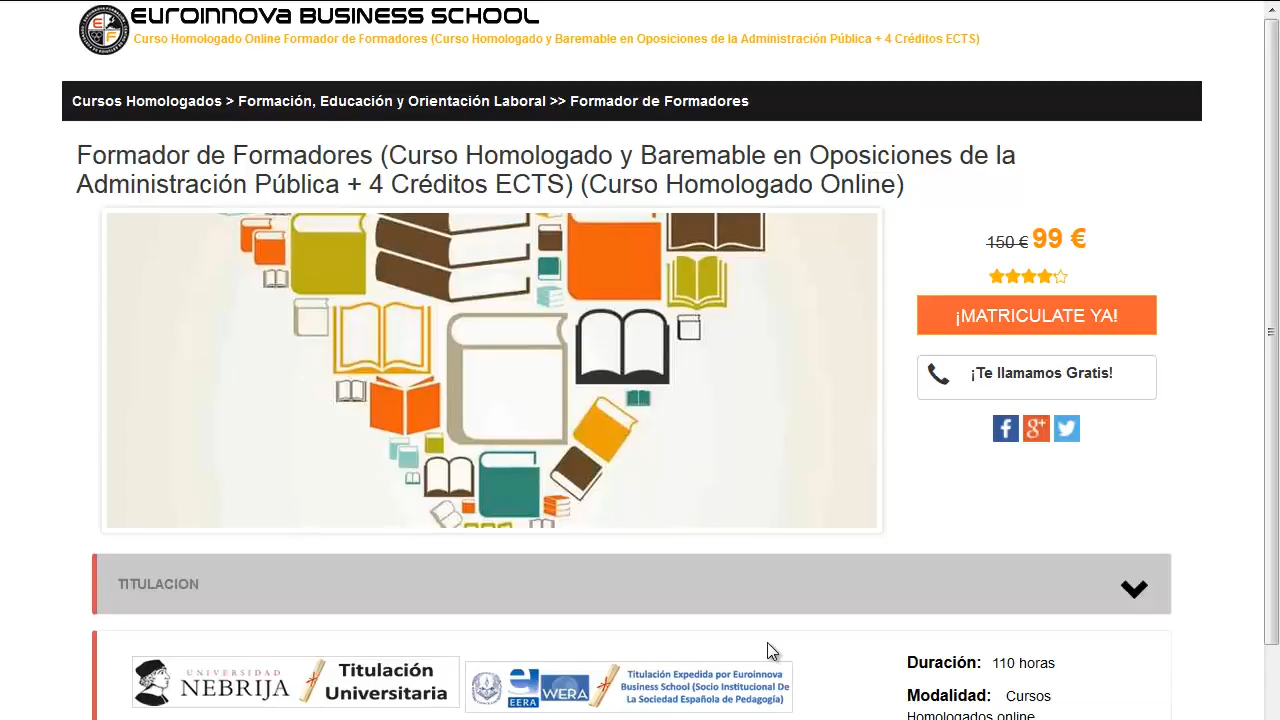 EUROINNOVA BUSINESS SCHOOL
Curso Homologado Online Formador de Formadores (Curso Homologado y Baremable en Oposiciones de la Administración Pública + 4 Créditos ECTS)
Cursos Homologados > Formación, Educación y Orientación Laboral >> Formador de Formadores
Formador de Formadores (Curso Homologado y Baremable en Oposiciones de la
Administración Pública + 4 Créditos ECTS) (Curso Homologado Online)
150 € 99 €
¡MATRICULATE YA!
¡Te llamamos Gratis!
TITULACION
UNIVERSIDAD
NEBRIJA
Titulación
Universitaria
EERA
WERA
Titulación Expedida por Euroinnova
Business School (Socio Institucional De
La Sociedad Española de Pedagogía)
Duración: 110 horas
Modalidad: Cursos
Homologados online